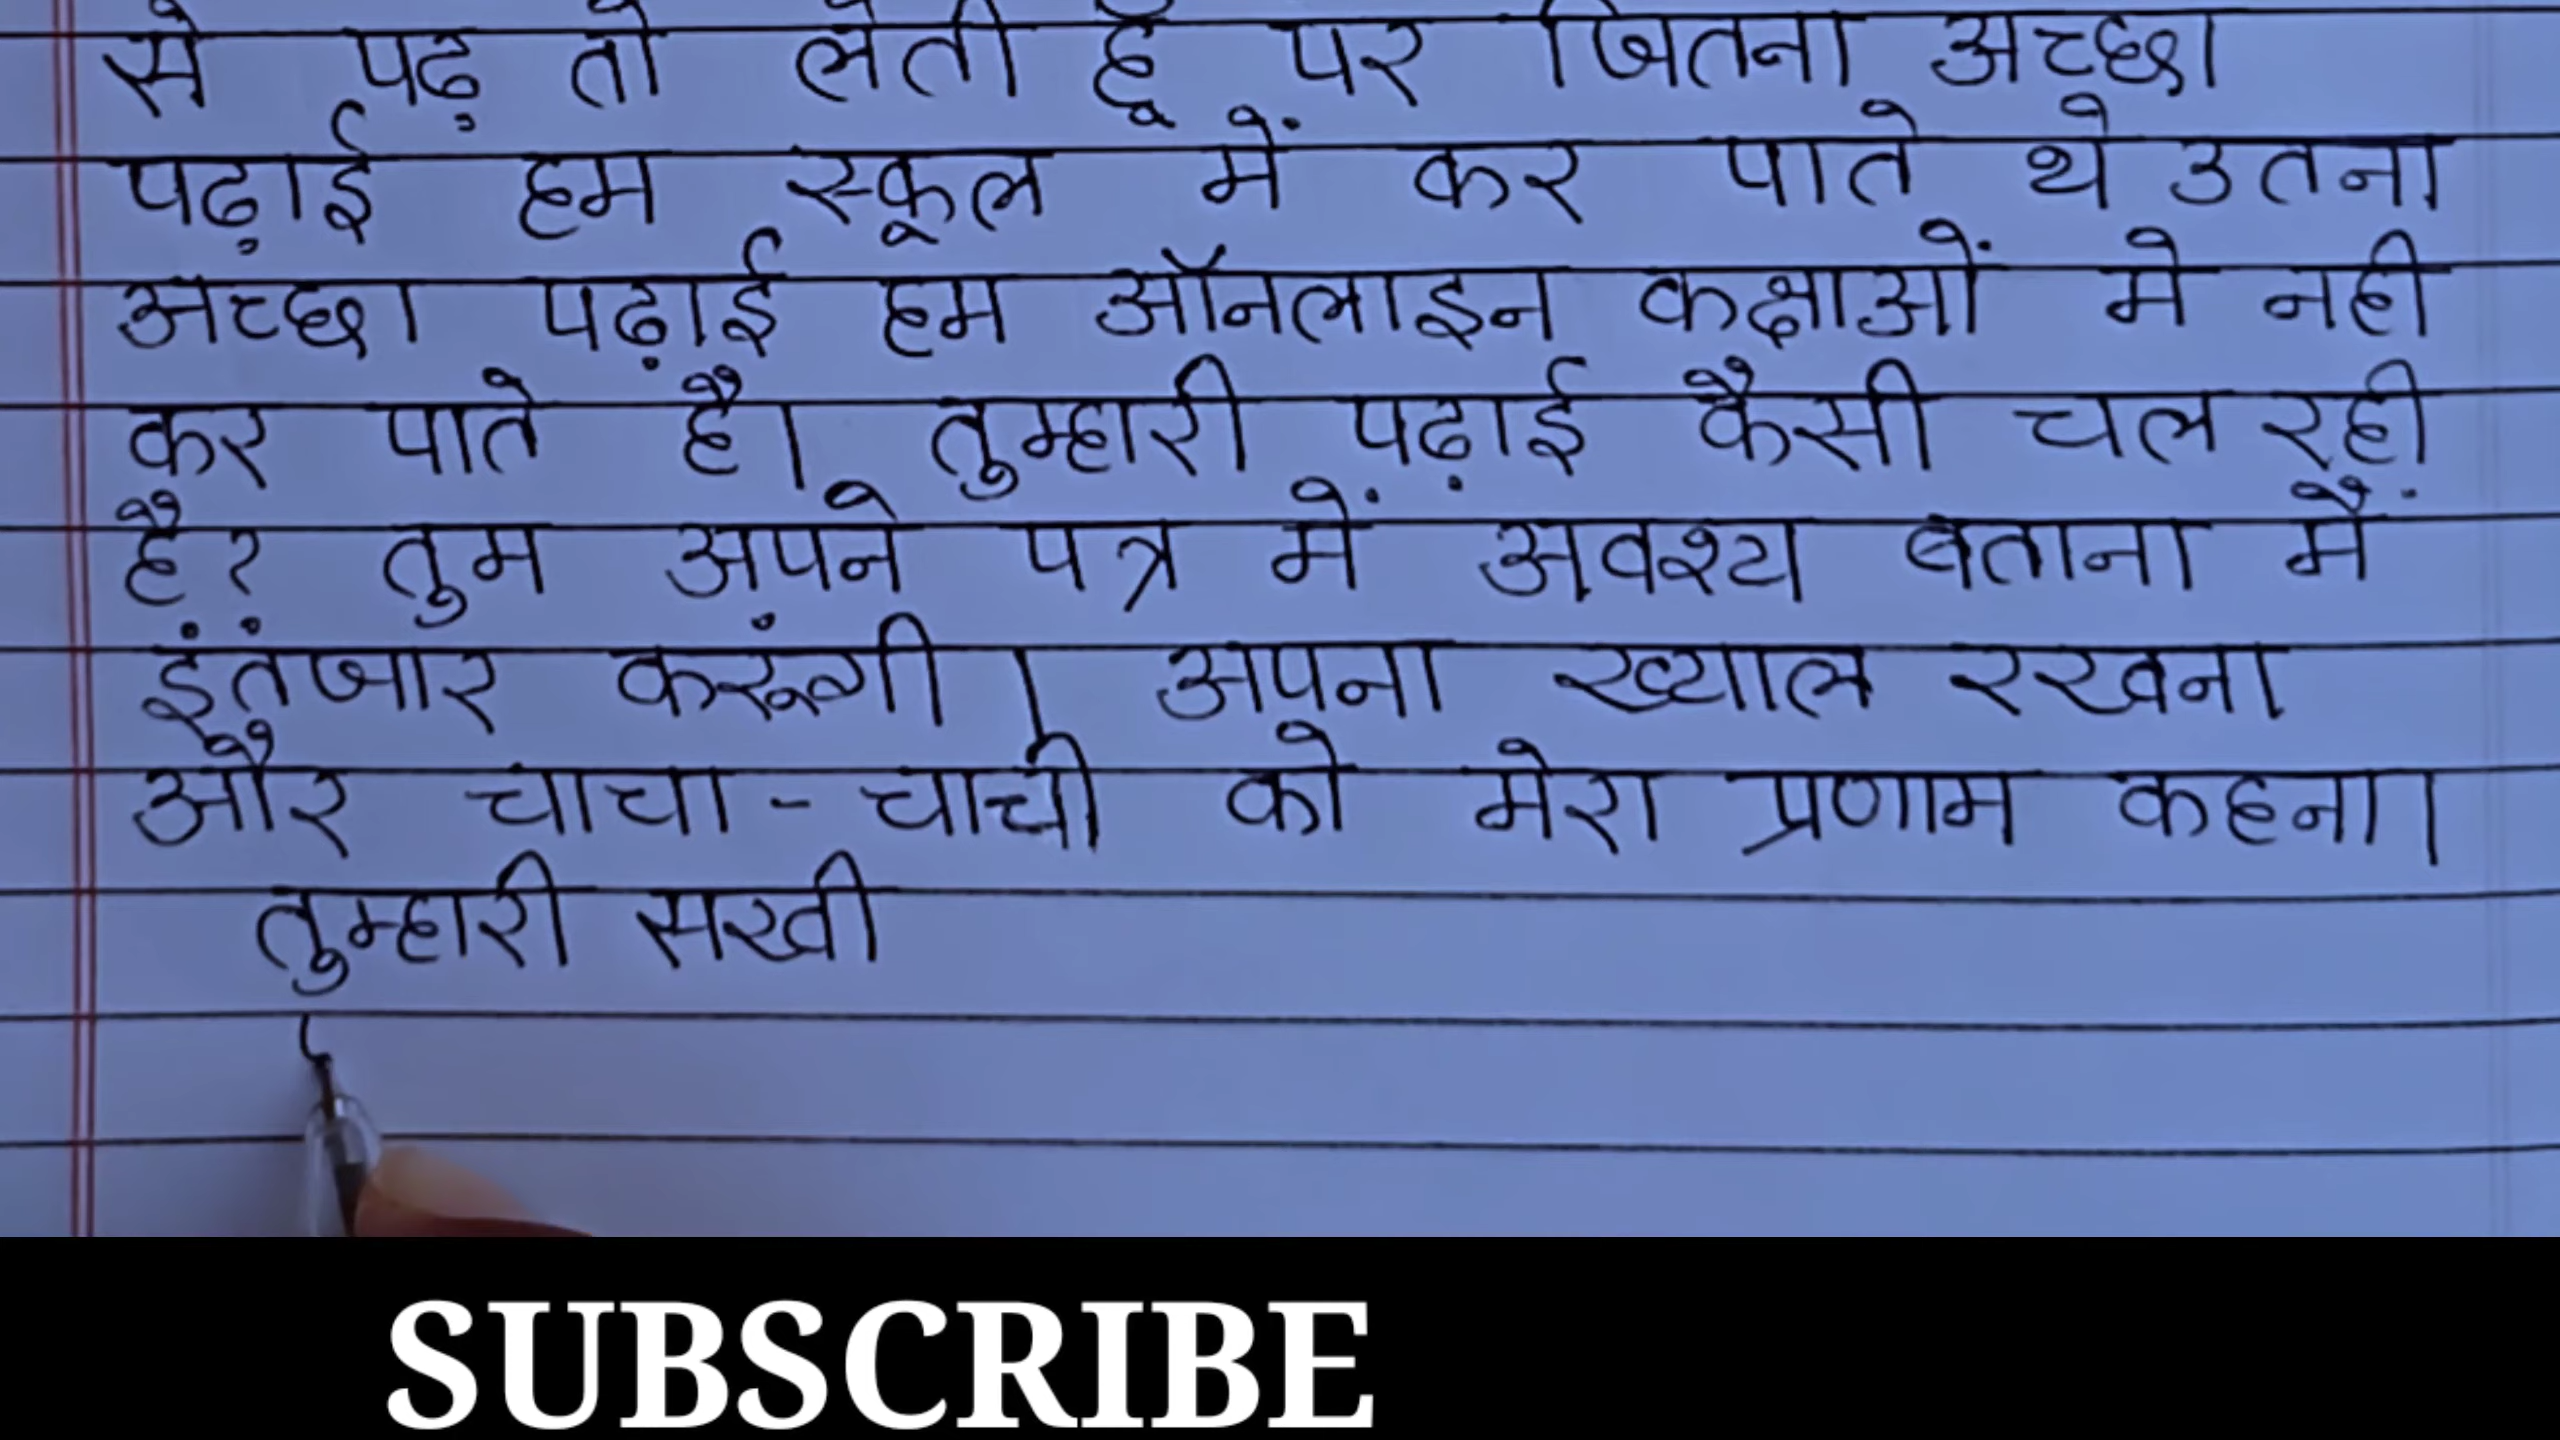 से पढ़ तो लेती हूँ पर जितना अच्छा
पढ़ाई हम स्कूल में कर पाते थे उतना
अच्छा पढ़ाई हम ऑनलाइन कक्षाओं मे नही
कर पाते है। तुम्हारी पढ़ाई कैसी चल रही
है? तुम अपने पत्र में अवश्य बताना मैं
इंतंजार करूंगी। अपना ख्याल रखना
और चाचा - चाची को मेरा प्रणाम कहना।
तुम्हारी सखी
SUBSCRIBE